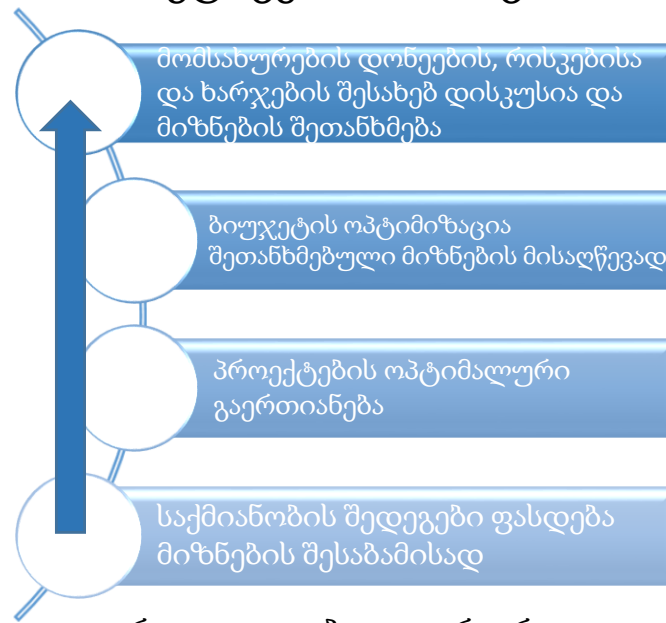 მომსახურების დონეების, რისკებისა
და ხარჯების შესახებ დისკუსია და
მიზნების შეთანხმება
ბიუჯეტის ოპტიმიზაცია
შეთანხმებული მიზნების მისაღწევად
პროექტების ოპტიმალური
გაერთიანება
საქმიანობის შედეგები ფასდება
მიზნების შესაბამისად